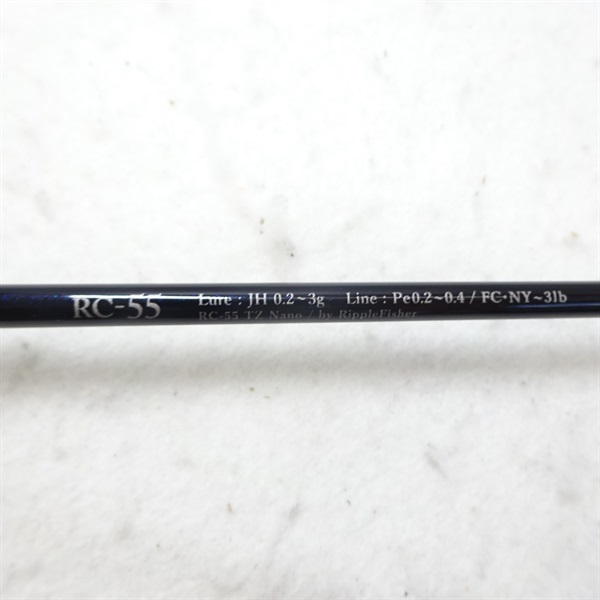 RC-55 Lure : JH 0.2~3g Line : Pe0.2~0.4 / FC・NY~3lb
RC-55 TZ Nano / by RippleFisher